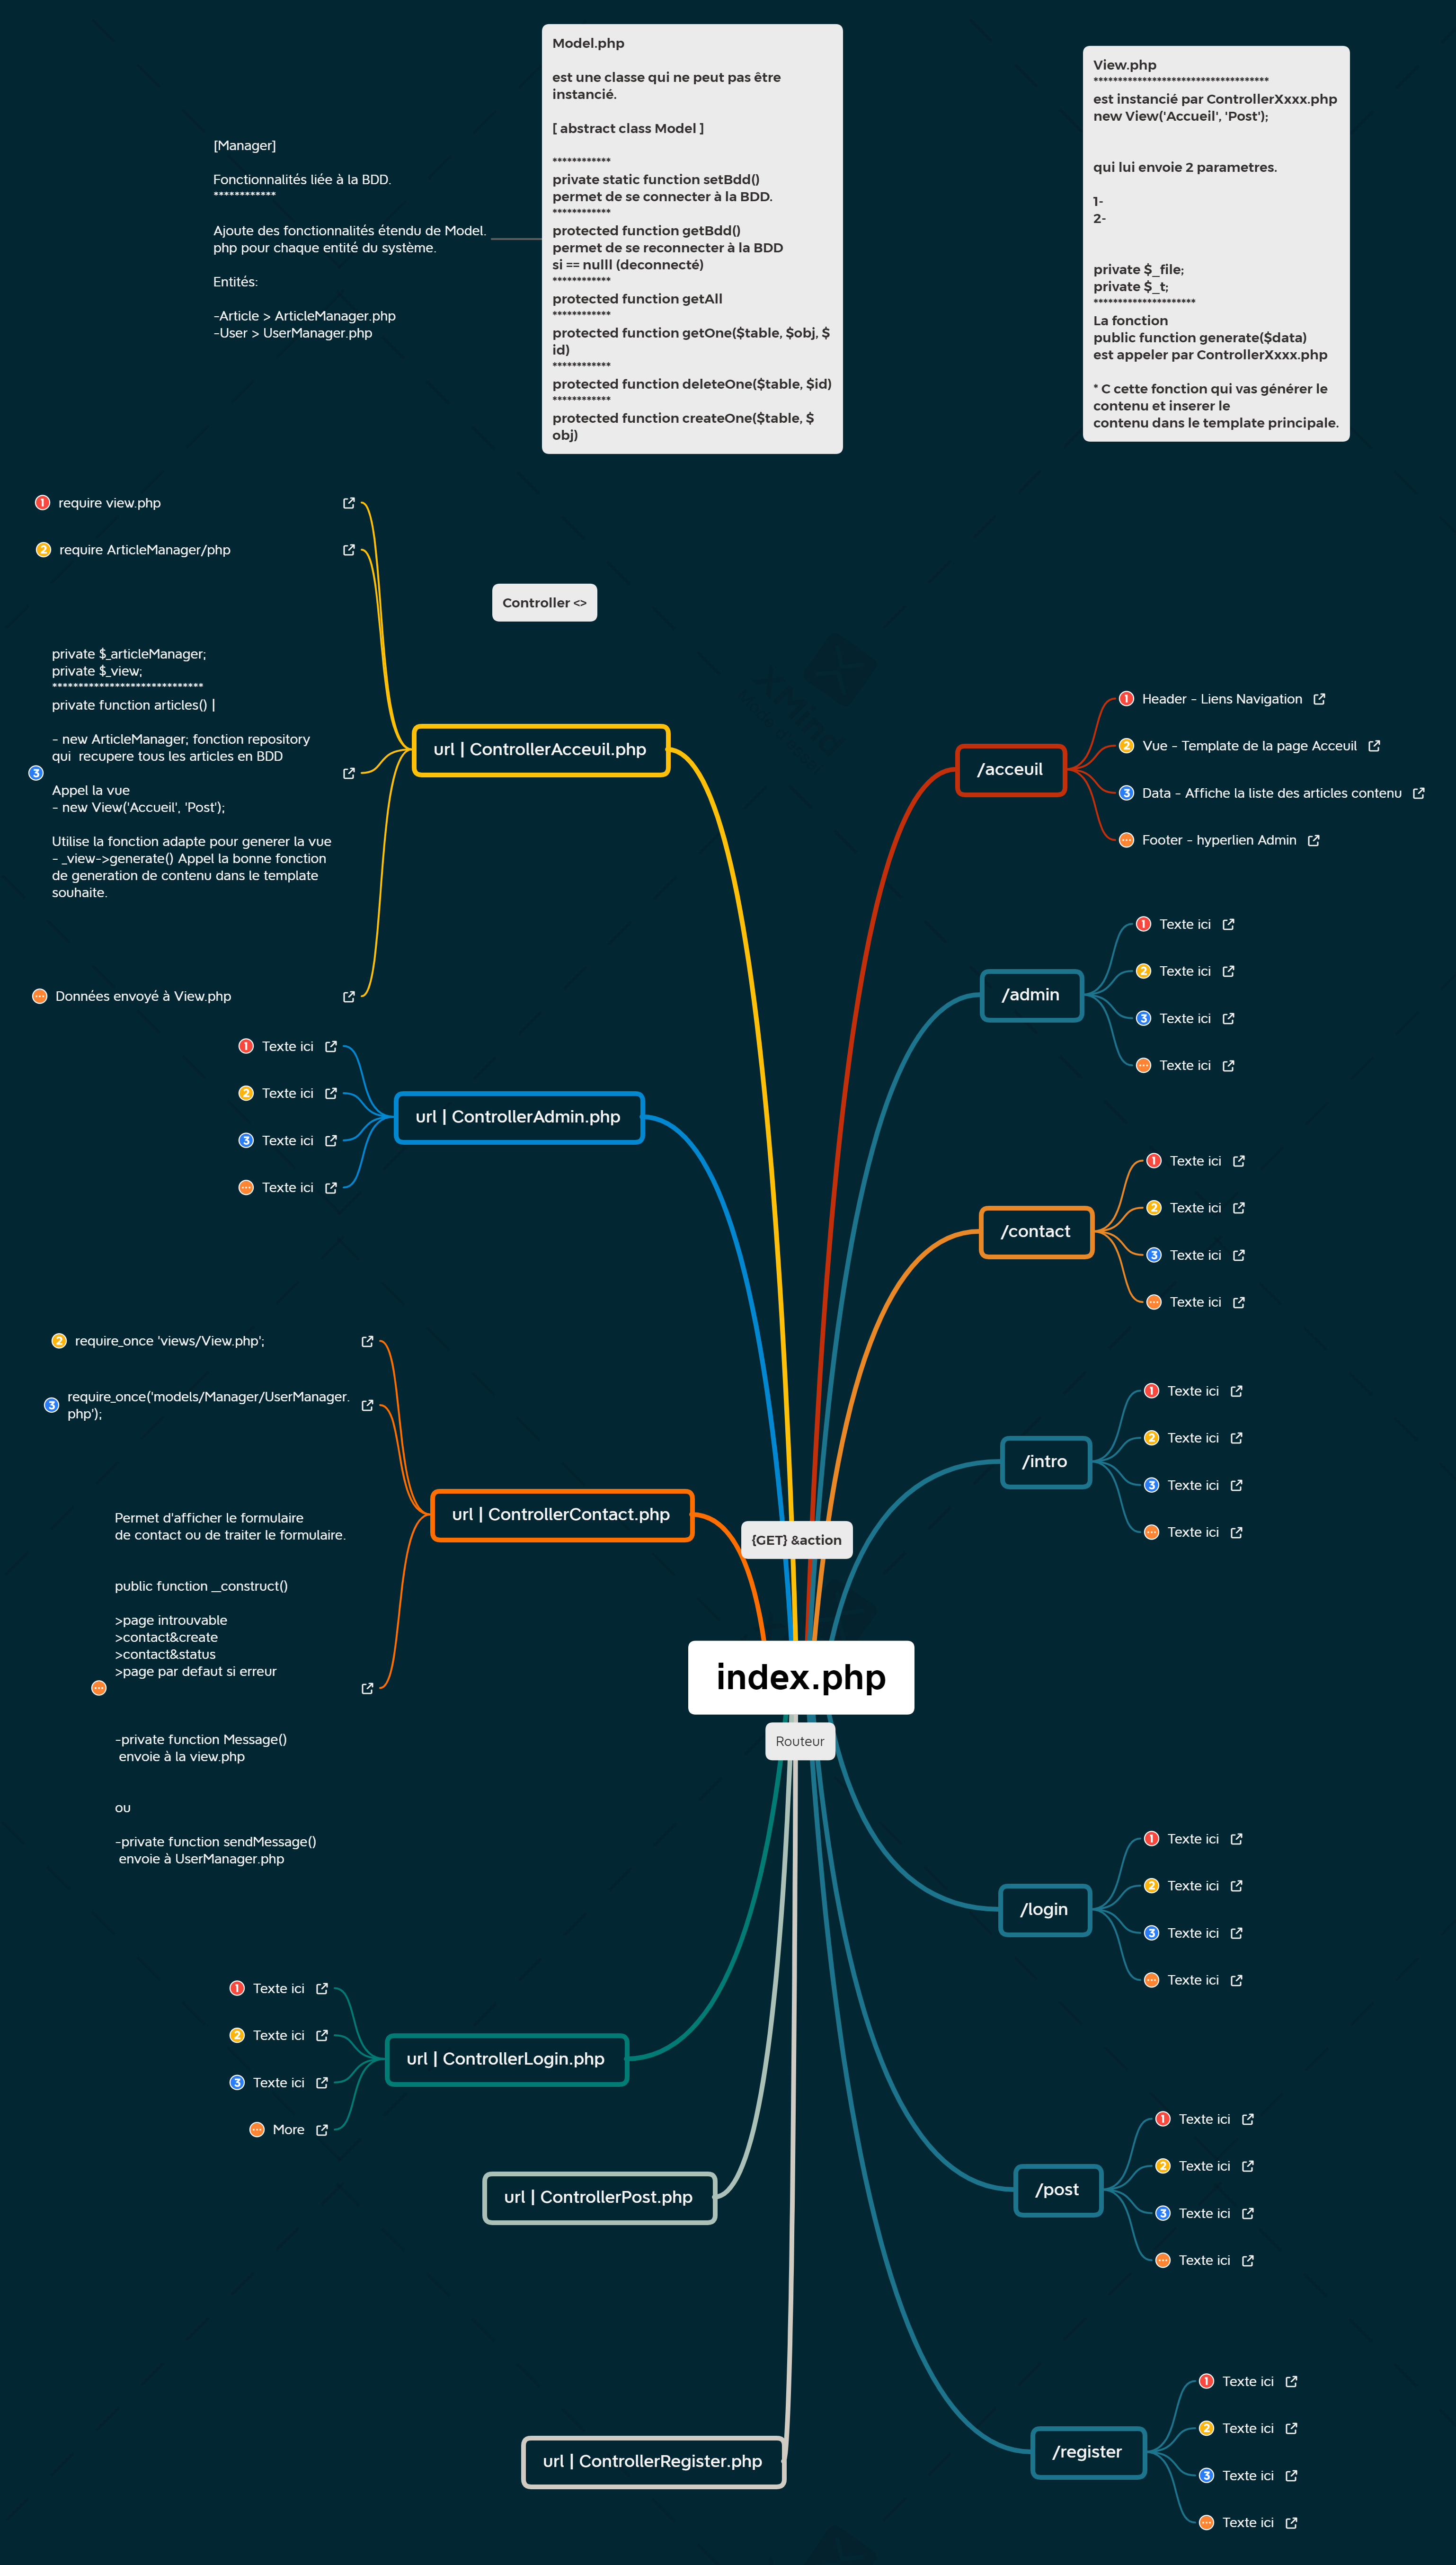 Model.php
est une classe qui ne peut pas être
instancié.
[ abstract class Model ]
************
private static function setBdd()
permet de se connecter à la BDD.
************
protected function getBdd()
permet de se reconnecter à la BDD
si == nulll (deconnecté)
************
protected function getAll
************
protected function getOne($table, $obj, $
id)
************
protected function deleteOne($table, $id)
************
protected function createOne($table, $
obj)
View.php
************************************
est instancié par ControllerXxxx.php
new View('Accueil', 'Post');
qui lui envoie 2 parametres.
1-
2-
private $_file;
private $_t;
*********************
La fonction
public function generate($data)
est appeler par ControllerXxxx.php
* C cette fonction qui vas générer le
contenu et inserer le
contenu dans le template principale.
[Manager]
Fonctionnalités liée à la BDD.
************
Ajoute des fonctionnalités étendu de Model.
php pour chaque entité du système.
Entités:
-Article > ArticleManager.php
-User > UserManager.php
1 require view.php
2 require ArticleManager/php
Controller <>
private $_articleManager;
private $_view;
*****************************
private function articles() |
- new ArticleManager; fonction repository
qui  recupere tous les articles en BDD
3
Appel la vue
- new View('Accueil', 'Post');
Utilise la fonction adapte pour generer la vue
- _view->generate() Appel la bonne fonction
de generation de contenu dans le template
souhaite.
Données envoyé à View.php
url | ControllerAcceuil.php
/acceuil
1 Header - Liens Navigation
2 Vue - Template de la page Acceuil
3 Data - Affiche la liste des articles contenu
Footer - hyperlien Admin
/admin
1 Texte ici
2 Texte ici
3 Texte ici
Texte ici
url | ControllerAdmin.php
1 Texte ici
2 Texte ici
3 Texte ici
Texte ici
/contact
1 Texte ici
2 Texte ici
3 Texte ici
Texte ici
2 require_once 'views/View.php';
3 require_once('models/Manager/UserManager.
php');
url | ControllerContact.php
Permet d'afficher le formulaire
de contact ou de traiter le formulaire.
public function __construct()
>page introuvable
>contact&create
>contact&status
>page par defaut si erreur
-private function Message()
envoie à la view.php
ou
-private function sendMessage()
envoie à UserManager.php
/intro
1 Texte ici
2 Texte ici
3 Texte ici
Texte ici
{GET} &action
index.php
Routeur
/login
1 Texte ici
2 Texte ici
3 Texte ici
Texte ici
url | ControllerLogin.php
1 Texte ici
2 Texte ici
3 Texte ici
More
url | ControllerPost.php
/post
1 Texte ici
2 Texte ici
3 Texte ici
Texte ici
url | ControllerRegister.php
/register
1 Texte ici
2 Texte ici
3 Texte ici
Texte ici
XMind